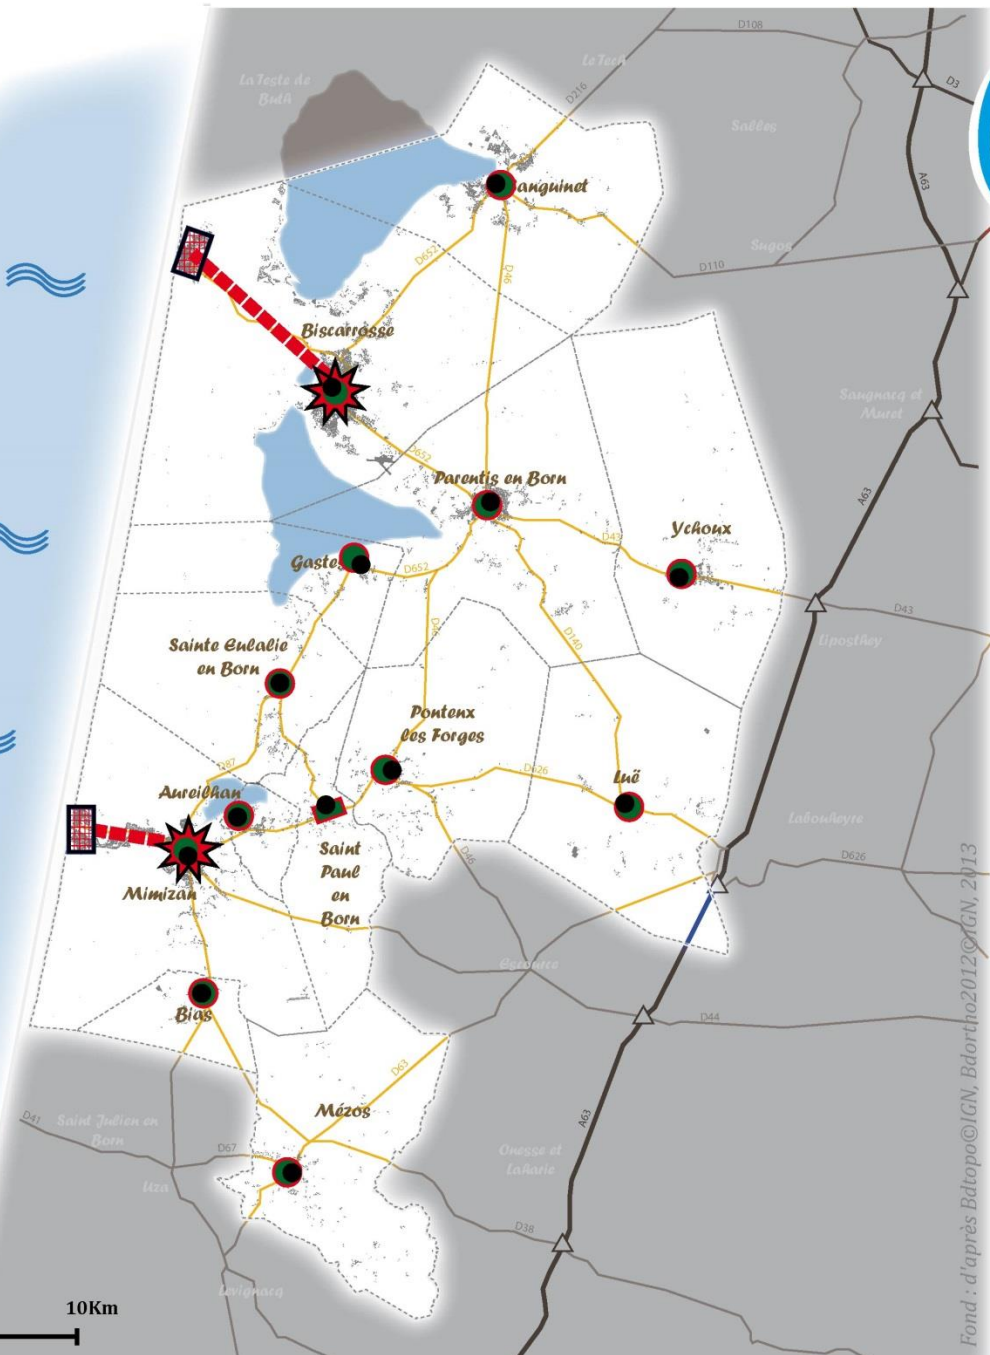 D108
La Teste de
Buch
Le Tech
D3
D216
Salles
A63
anguinet
D652
Sugos
D46
D110
Biscarrosse
Saugnacq et
Muret
D652
Parentis en Born
A63
Ychoux
D43
Gastes
D652
D43
D46
Liposthey
D140
Sainte Eulalie
en Born
Pontenx
les Forges
D87
D626
Luë
Aureilhan
Labouheyre
Saint
Paul
en
Born
D46
D626
Mimizan
Escource
Bias
D44
D63
Mézos
D41
Saint Julien en
Born
A63
D67
Onesse et
Laharie
Uza
D38
Lévignacq
10Km
Fond : d'après Bdtopo©IGN, Bdortho2012©IGN, 2013